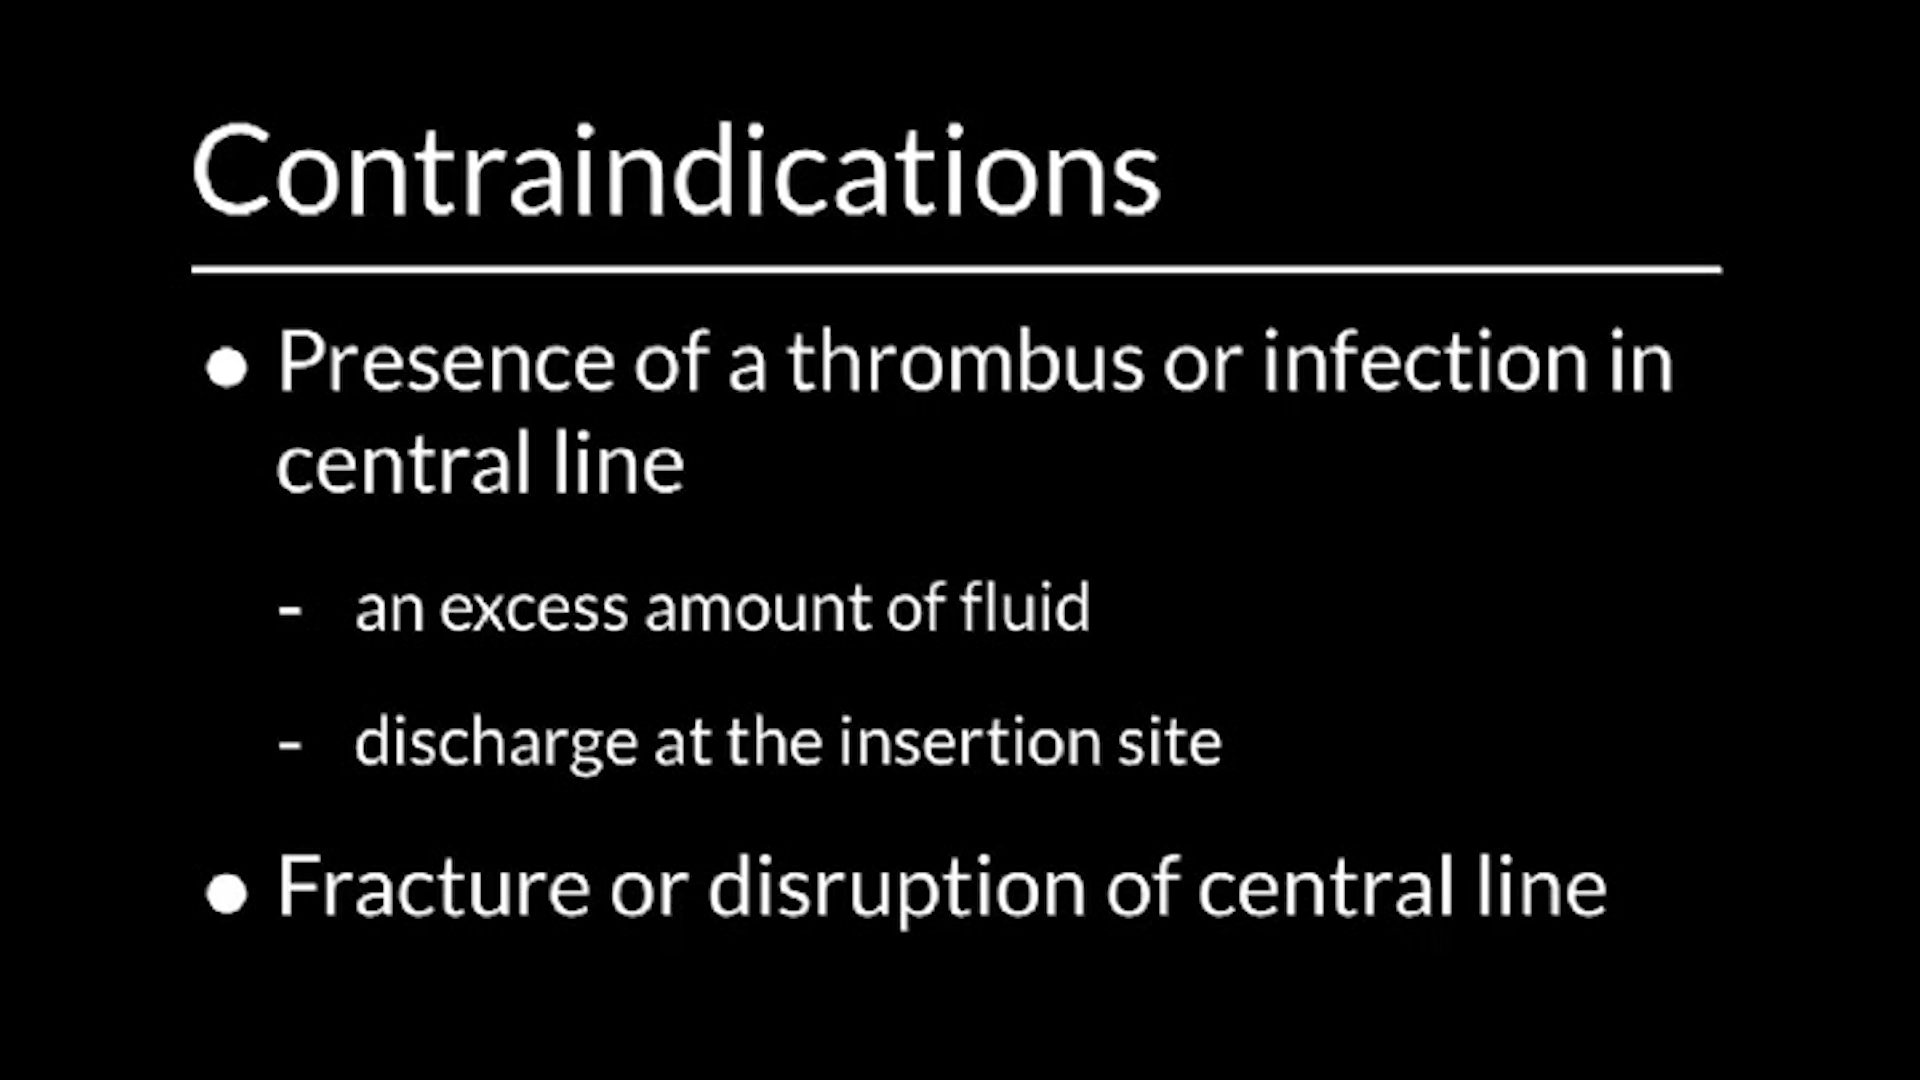 Contraindications
● Presence of a thrombus or infection in
central line
- an excess amount of fluid
- discharge at the insertion site
● Fracture or disruption of central line